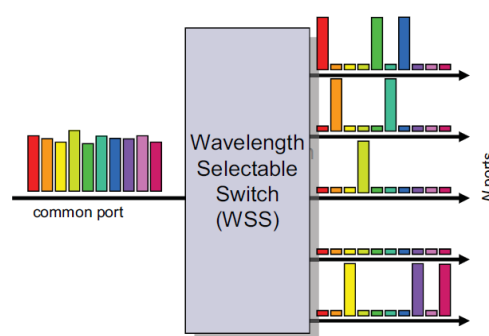 Wavelength
Selectable
Switch
(WSS)
common port
N ports